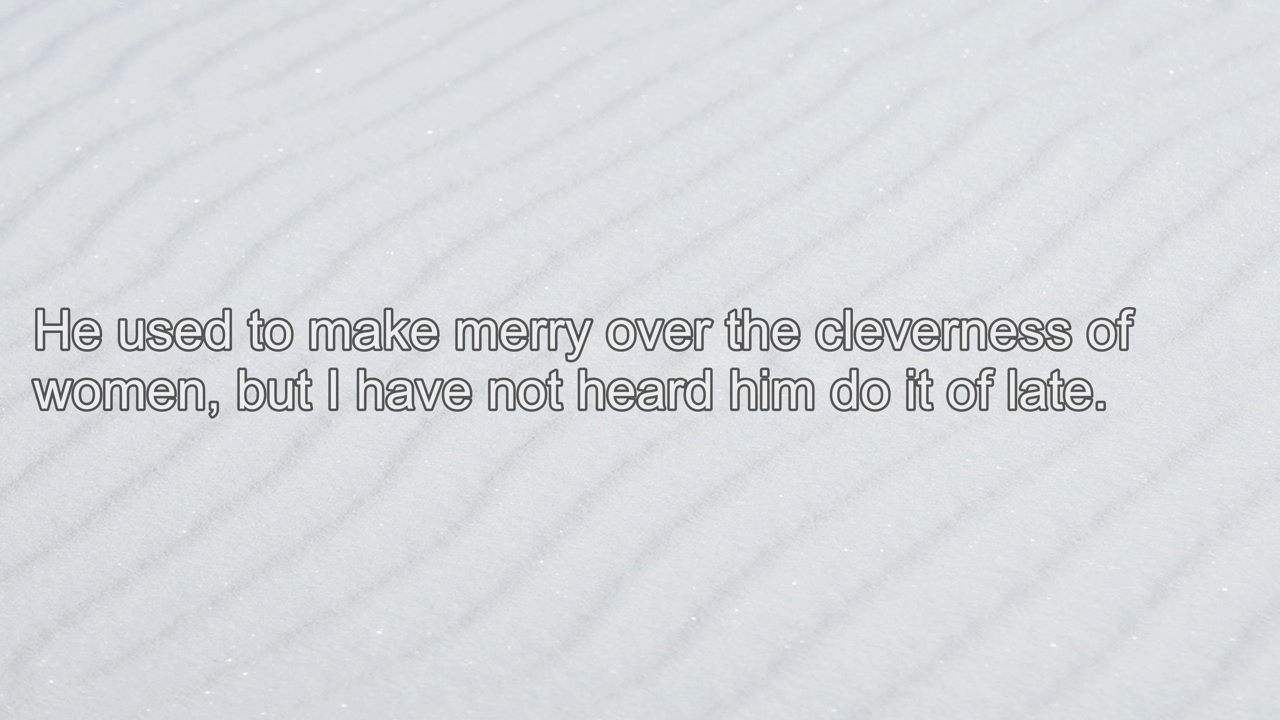 He used to make merry over the cleverness of
women, but I have not heard him do it of late.